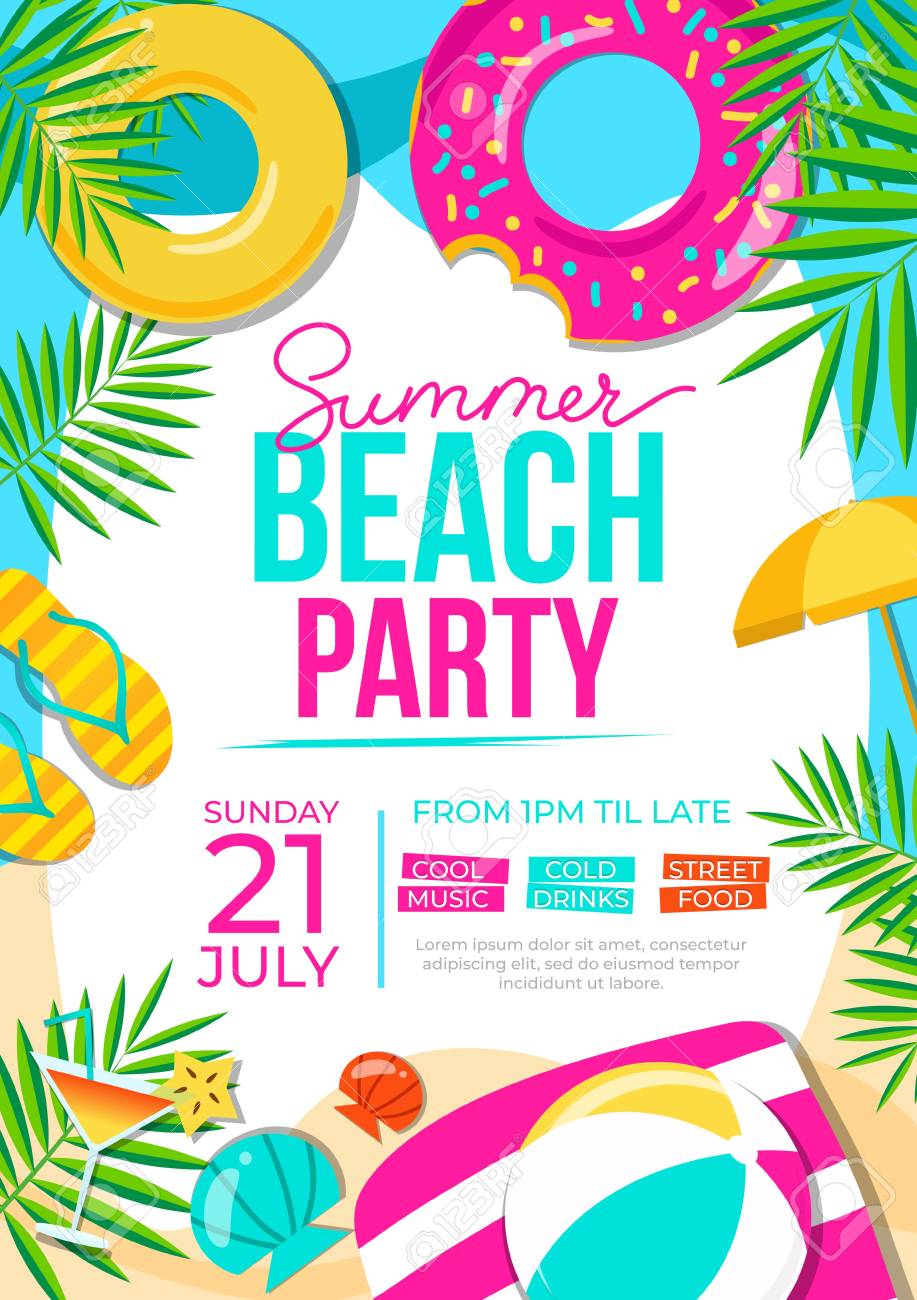 Summer
BEACH
PARTY
SUNDAY
21
JULY
FROM 1PM TIL LATE
COOL
MUSIC
COLD
DRINKS
STREET
FOOD
Lorem ipsum dolor sit amet, consectetur
adipiscing elit, sed do eiusmod tempor
incididunt ut labore.
123RF